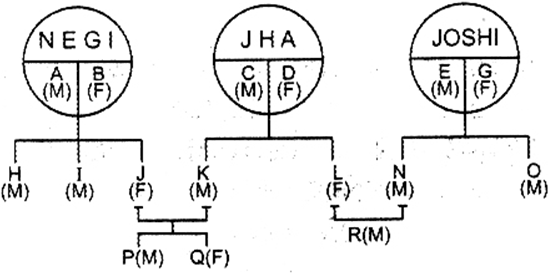 NEGI JHA JOSHI
A B C D E G
(M) (F) (M) (F) (M) (F)
H I J K L N O
(M) (M) (F) (M) (F) (M) (M)
R(M)
P(M) Q(F)